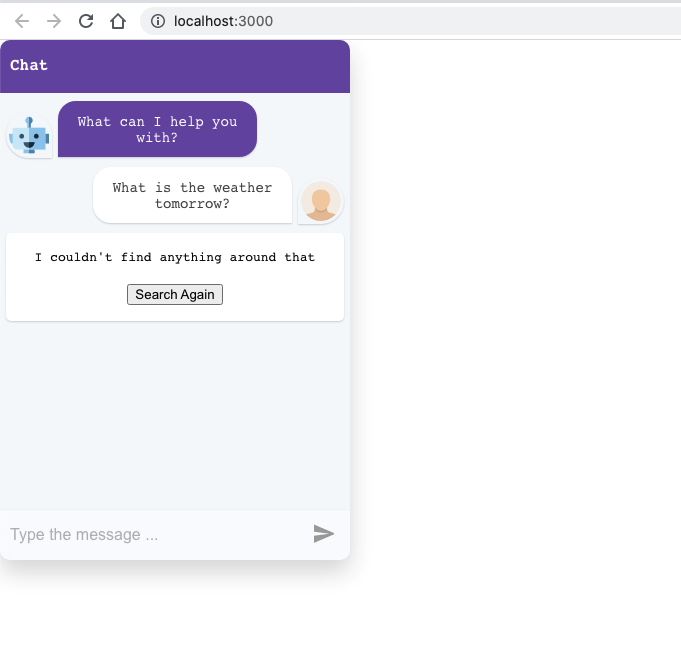 localhost:3000
Chat
What can I help you
with?
What is the weather
tomorrow?
I couldn't find anything around that
Search Again
Type the message ...